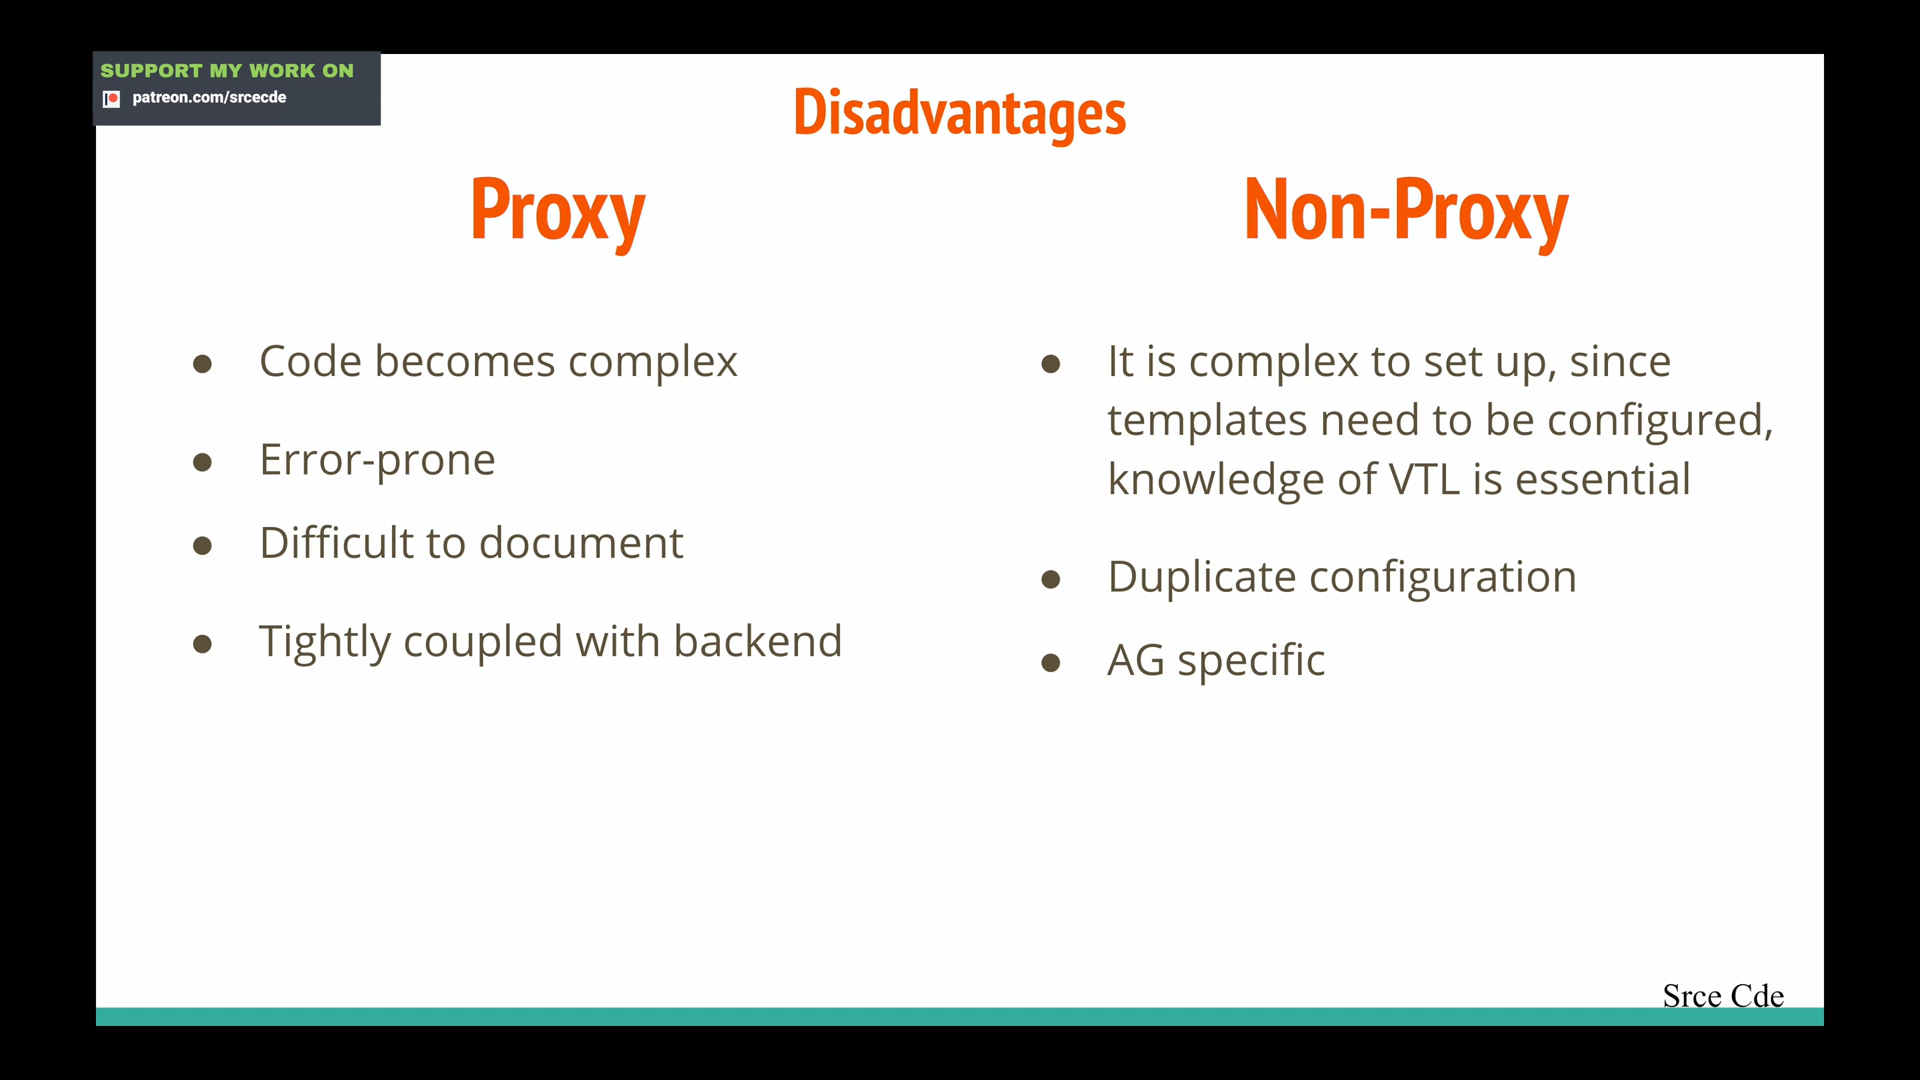 SUPPORT MY WORK ON
patreon.com/srcecde
Disadvantages
Proxy
● Code becomes complex
● Error-prone
● Difficult to document
● Tightly coupled with backend
Non-Proxy
● It is complex to set up, since
templates need to be configured,
knowledge of VTL is essential
● Duplicate configuration
● AG specific
Srce Cde